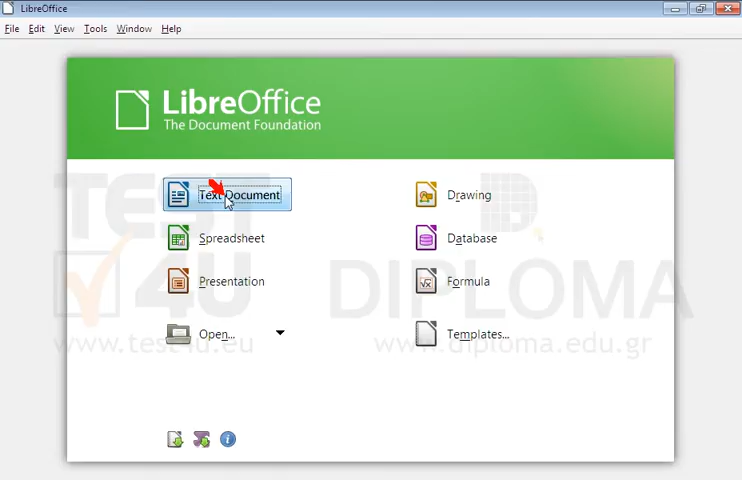 LibreOffice
File Edit View Tools Window Help
LibreOffice
The Document Foundation
Text Document
Drawing
Spreadsheet
Database
Presentation
Formula
Open...
Templates...
TEST
4U
DIPLOMA
www.test4u.eu
www.diploma.edu.gr